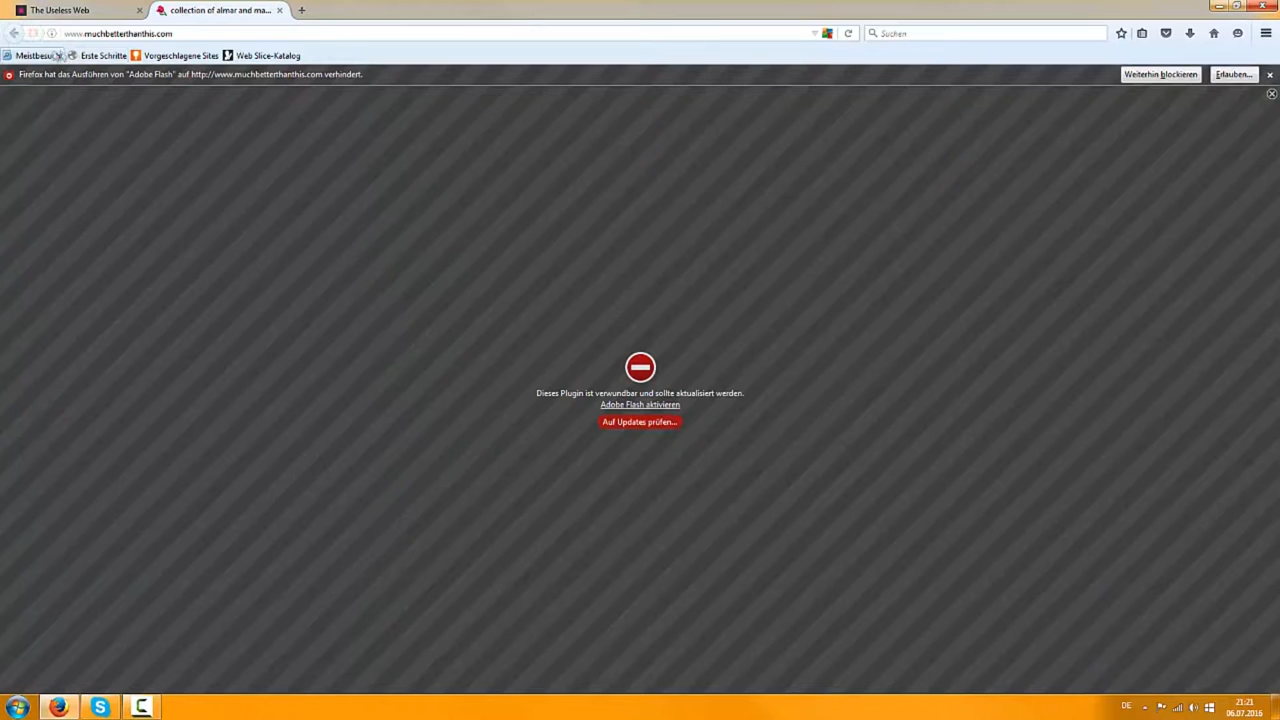 The Useless Web
collection of almar and ma...
www.muchbetterthanthis.com
Suchen
Erste Schritte
Vorgeschlagene Sites
Web Slice-Katalog
Firefox hat das Ausführen von "Adobe Flash" auf http://www.muchbetterthanthis.com verhindert.
Weiterhin blockieren
Erlauben...
Dieses Plugin ist verwundbar und sollte aktualisiert werden.
Adobe Flash aktivieren
Auf Updates prüfen...
DE
21:21
06.07.2016